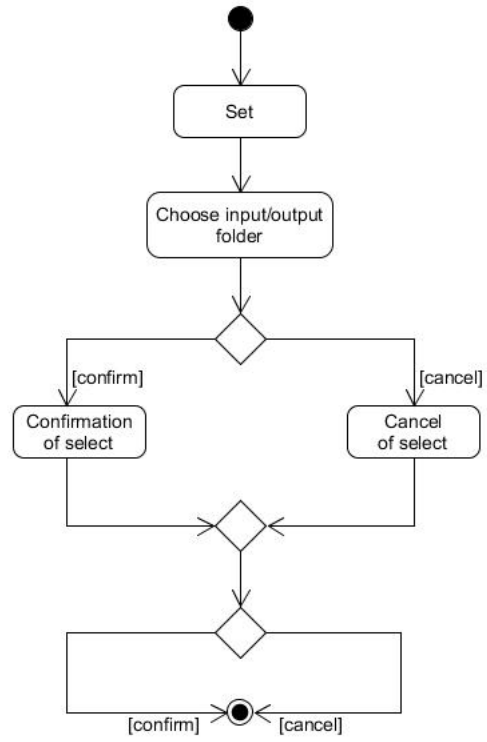 Set
Choose input/output
folder
[confirm]
[cancel]
Confirmation
of select
Cancel
of select
[confirm]
[cancel]